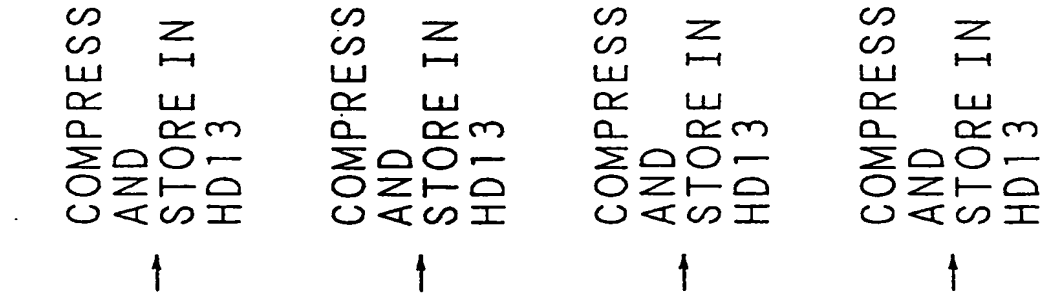 COMPRESS
AND
STORE IN
HD13
COMPRESS
AND
STORE IN
HD13
COMPRESS
AND
STORE IN
HD13
COMPRESS
AND
STORE IN
HD13